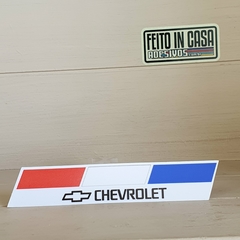 FEITO IN CASA
ADESIVOS
CHEVROLET